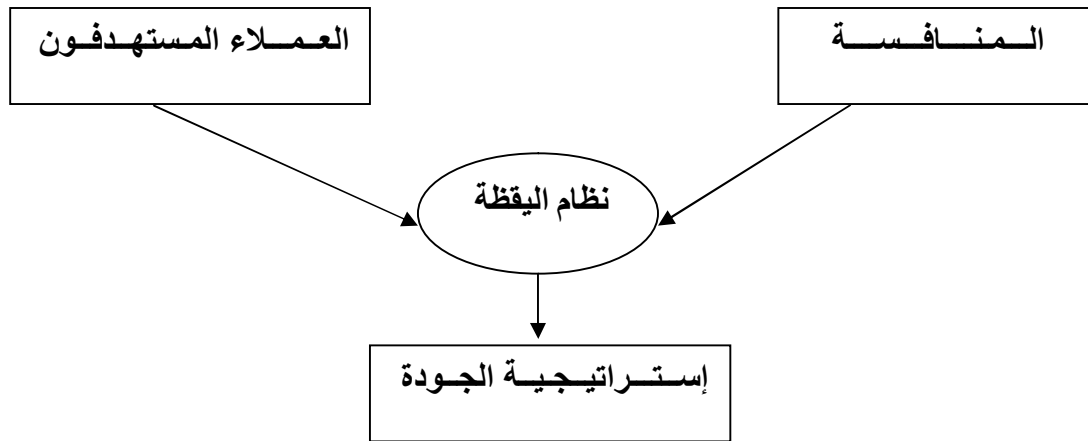 المنافسة
العملاء المستهدفون
نظام اليقظة
إستراتيجية الجودة